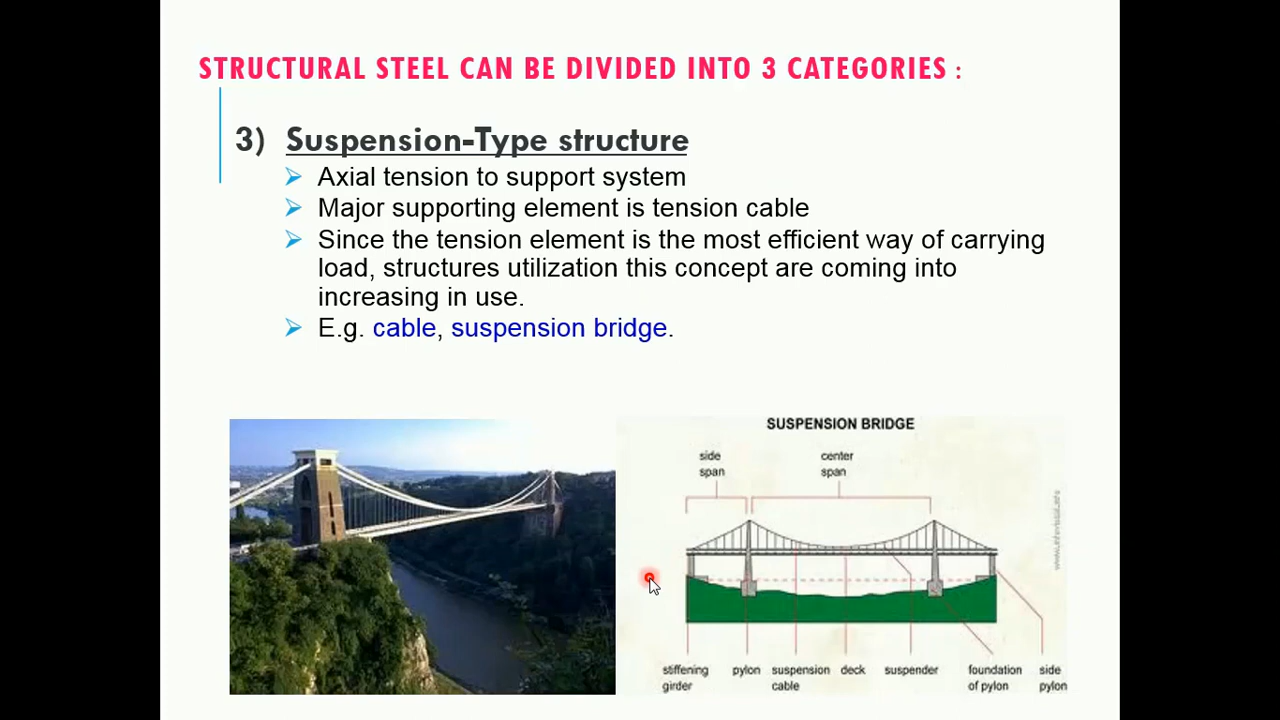 STRUCTURAL STEEL CAN BE DIVIDED INTO 3 CATEGORIES :
3) Suspension-Type structure
Axial tension to support system
Major supporting element is tension cable
Since the tension element is the most efficient way of carrying
load, structures utilization this concept are coming into
increasing in use.
E.g. cable, suspension bridge.
SUSPENSION BRIDGE
side
span
center
span
stiffening
girder
pylon
suspension
cable
deck
suspender
foundation
of pylon
side
pylon